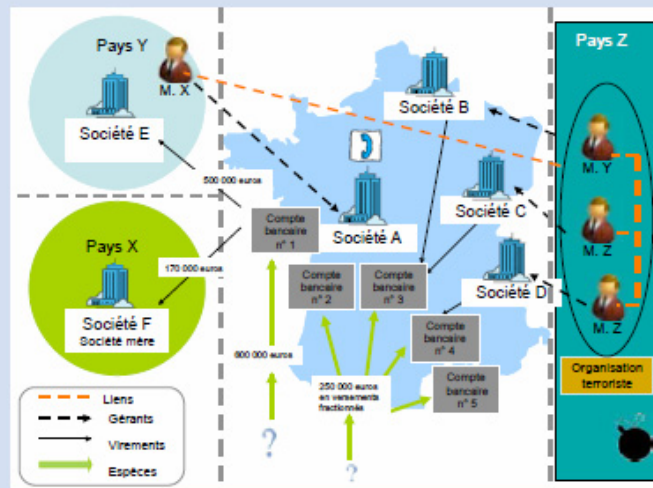 Pays Y
M. X
Société E
500 000 euros
Pays X
170 000 euros
Société F
Société mère
Liens
Gérants
Virements
Espèces
Société B
Société A
Société C
Société D
Compte
bancaire
n° 1
Compte
bancaire
n° 2
Compte
bancaire
n° 3
Compte
bancaire
n° 4
Compte
bancaire
n° 5
600 000 euros
250 000 euros
en versements
fractionnés
?
?
Pays Z
M. Y
M. Z
M. Z
Organisation
terroriste